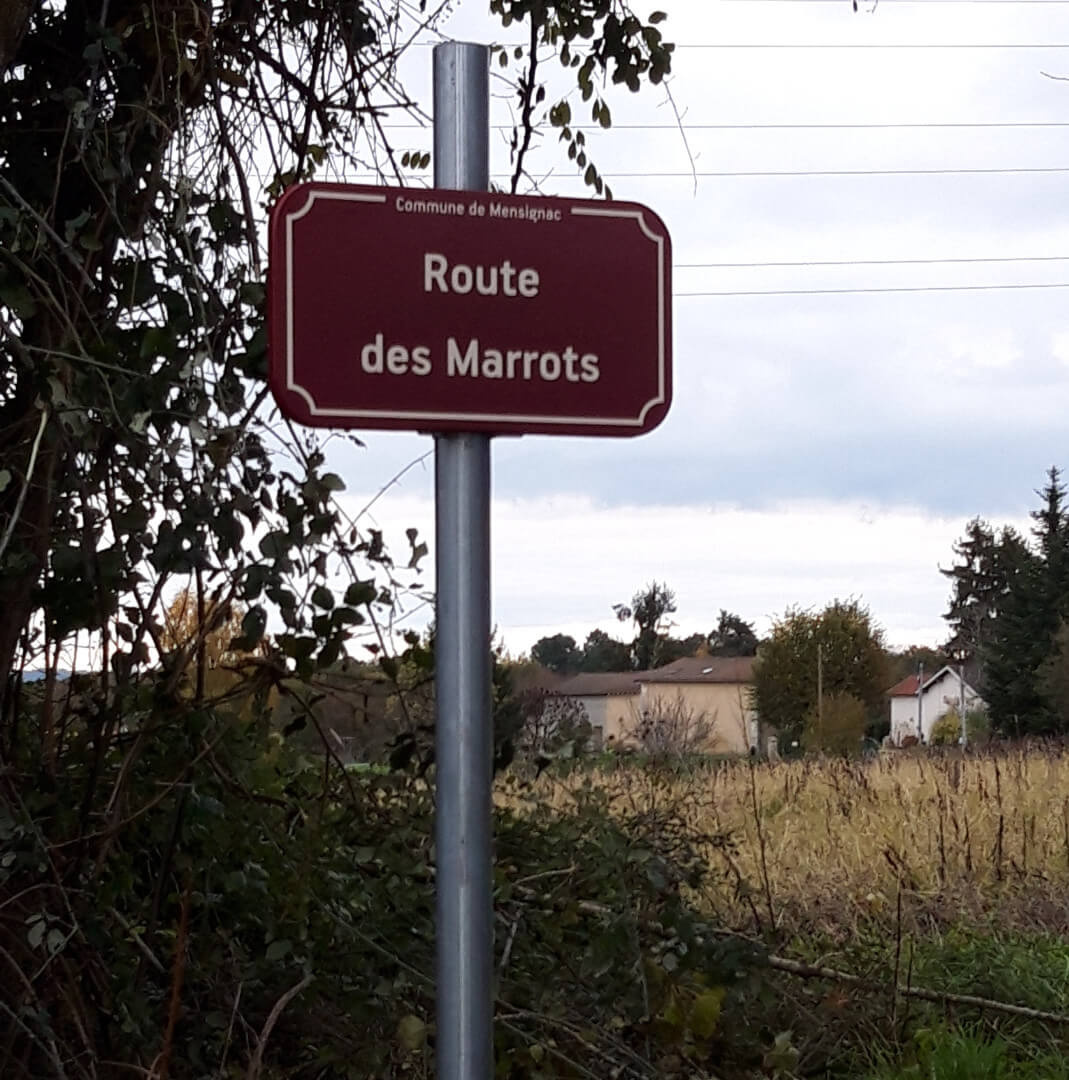 Commune de Mensignac
Route
des Marrots